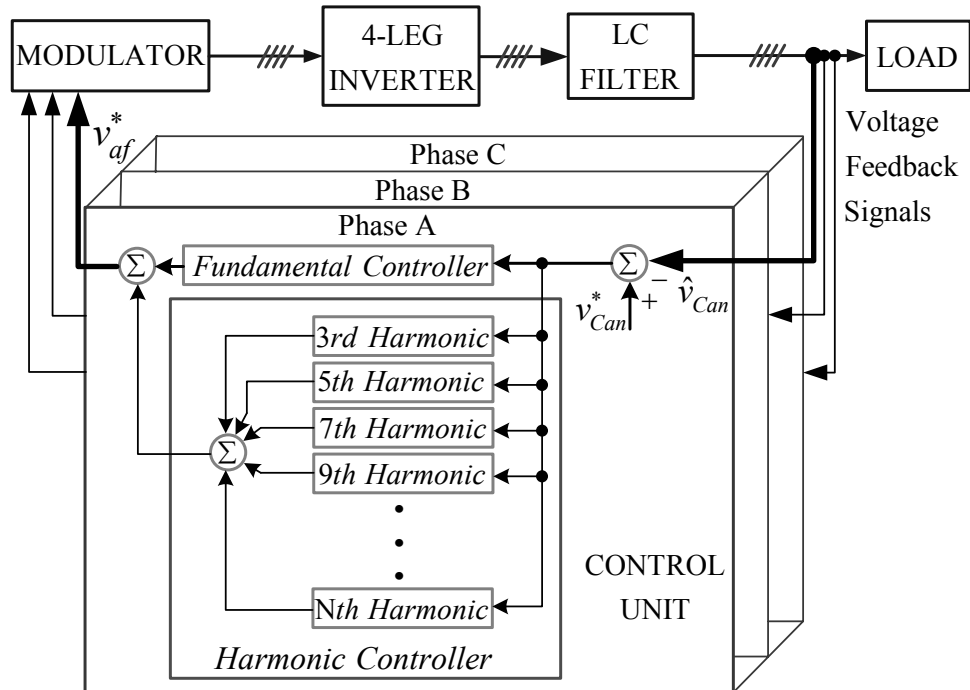 MODULATOR
4-LEG
INVERTER
LC
FILTER
LOAD
v*af
Voltage
Feedback
Signals
Phase C
Phase B
Phase A
Σ
Fundamental Controller
Σ
−
+
v*Can
v̂Can
3rd Harmonic
5th Harmonic
7th Harmonic
Σ
9th Harmonic
Nth Harmonic
Harmonic Controller
CONTROL
UNIT